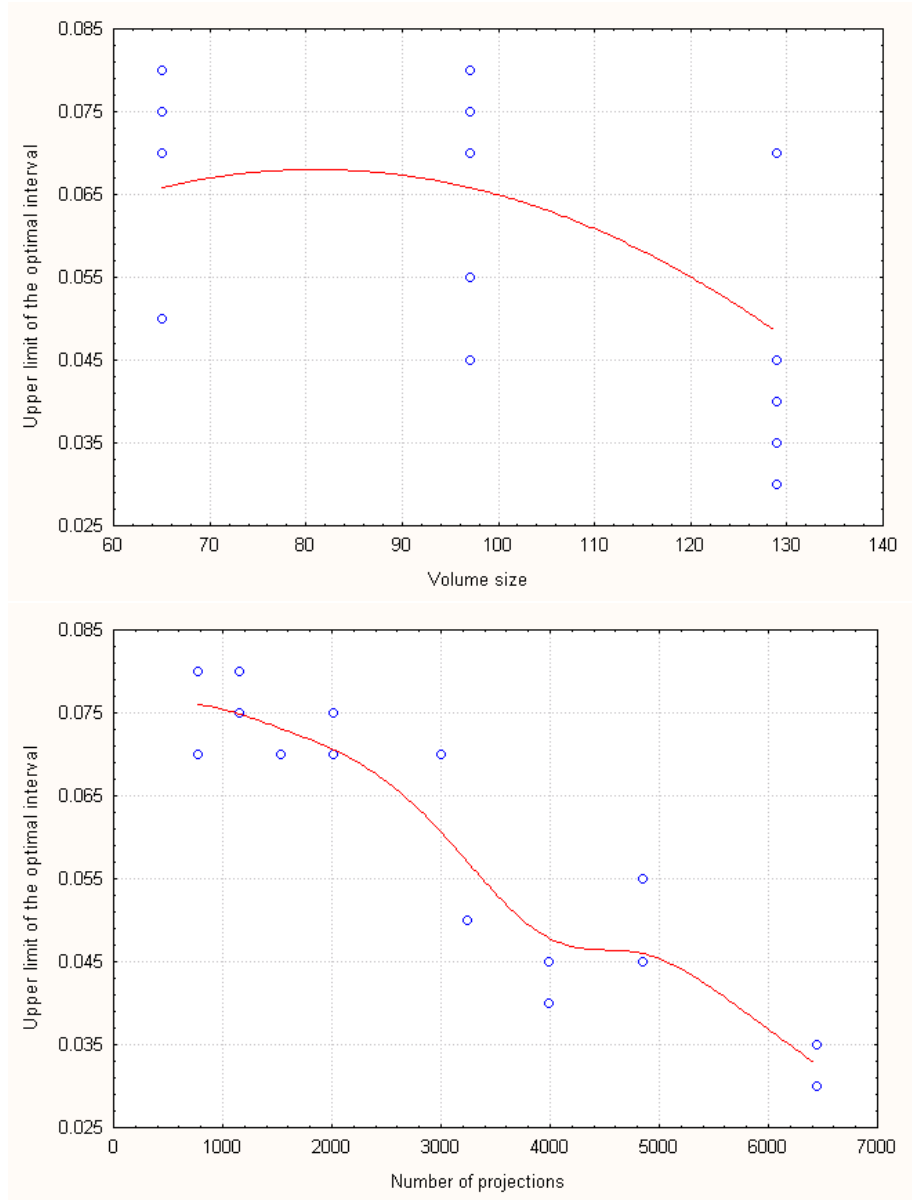 0.085
0.075
0.065
0.055
0.045
0.035
0.025
Upper limit of the optimal interval
60 70 80 90 100 110 120 130 140
Volume size
0.085
0.075
0.065
0.055
0.045
0.035
0.025
Upper limit of the optimal interval
0 1000 2000 3000 4000 5000 6000 7000
Number of projections